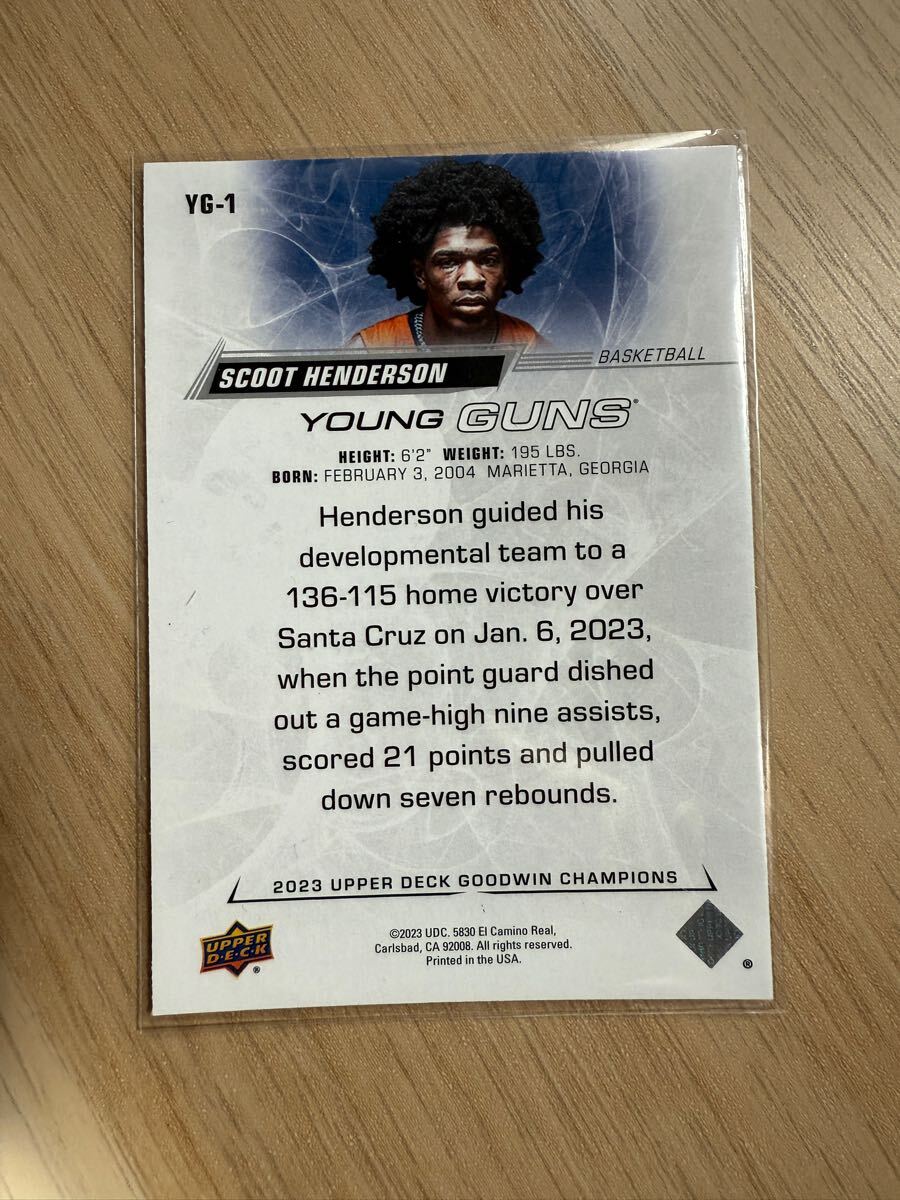 YG-1
BASKETBALL
SCOOT HENDERSON
YOUNG GUNS®
HEIGHT: 6'2" WEIGHT: 195 LBS.
BORN: FEBRUARY 3, 2004 MARIETTA, GEORGIA
Henderson guided his
developmental team to a
136-115 home victory over
Santa Cruz on Jan. 6, 2023,
when the point guard dished
out a game-high nine assists,
scored 21 points and pulled
down seven rebounds.
2023 UPPER DECK GOODWIN CHAMPIONS
UPPER
D·E·C·K
®
©2023 UDC. 5830 El Camino Real,
Carlsbad, CA 92008. All rights reserved.
Printed in the USA.
®